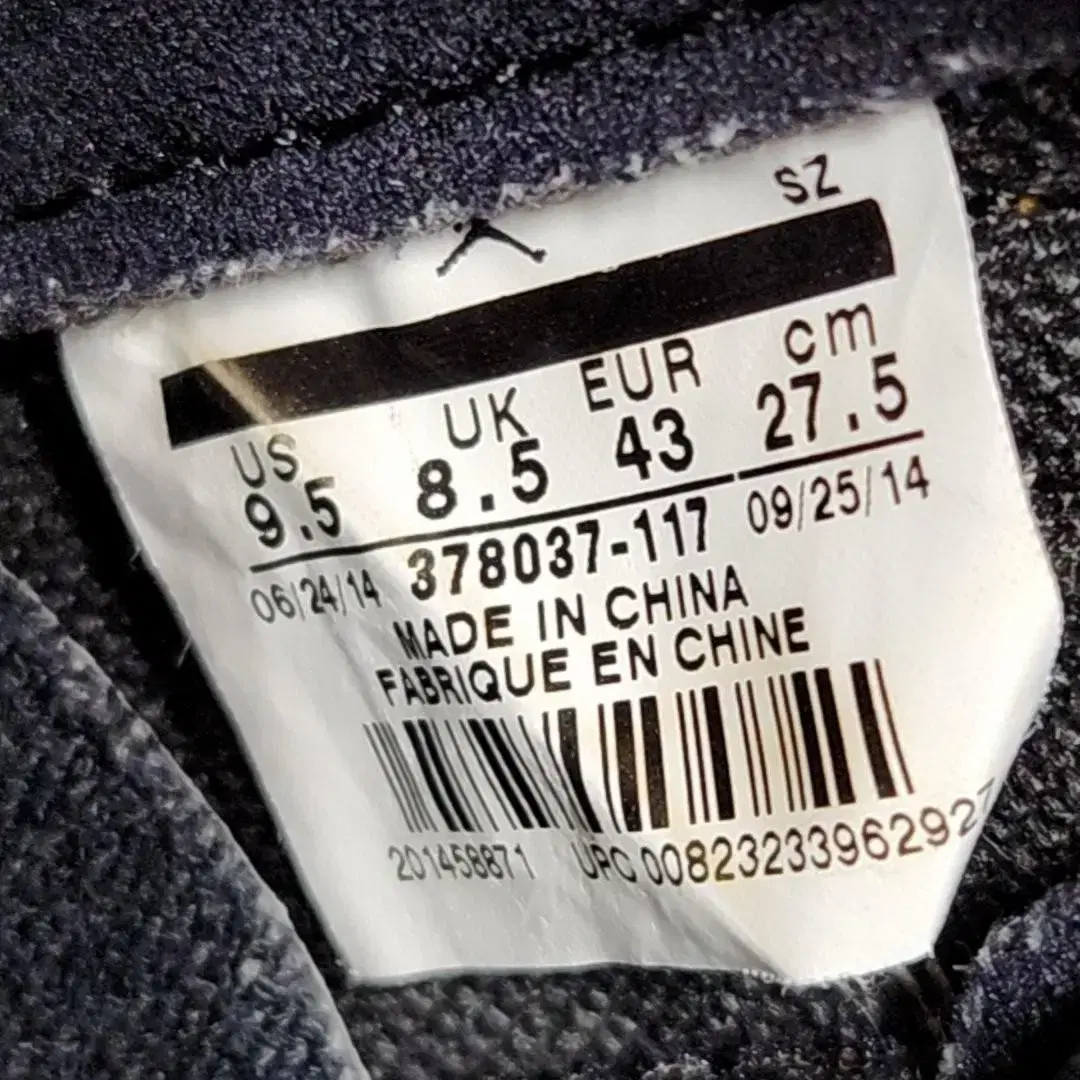 SZ
US UK EUR cm
9.5 8.5 43 27.5
06/24/14 378037-117 09/25/14
MADE IN CHINA
FABRIQUE EN CHINE
201458871 UPC 00823233962927